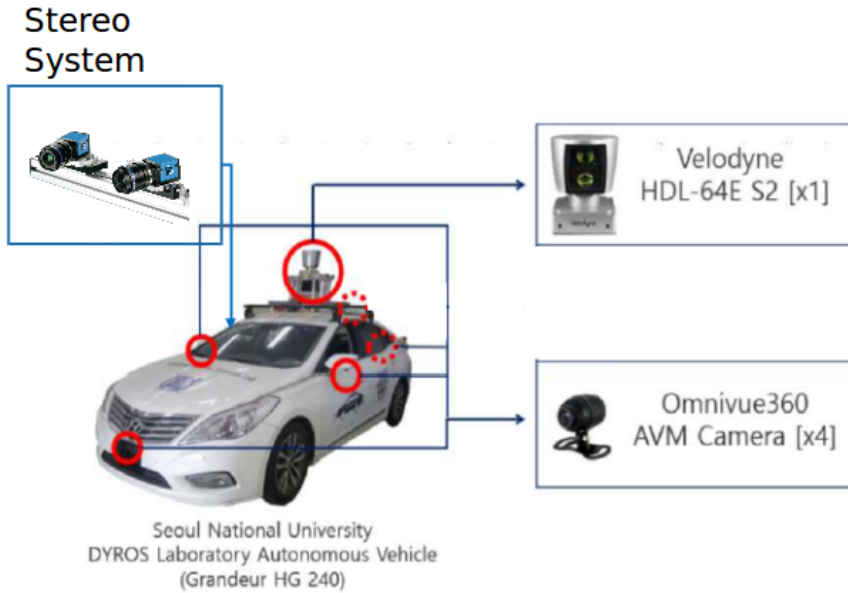 Stereo
System
Velodyne
HDL-64E S2 [x1]
Omnivue360
AVM Camera [x4]
Seoul National University
DYROS Laboratory Autonomous Vehicle
(Grandeur HG 240)